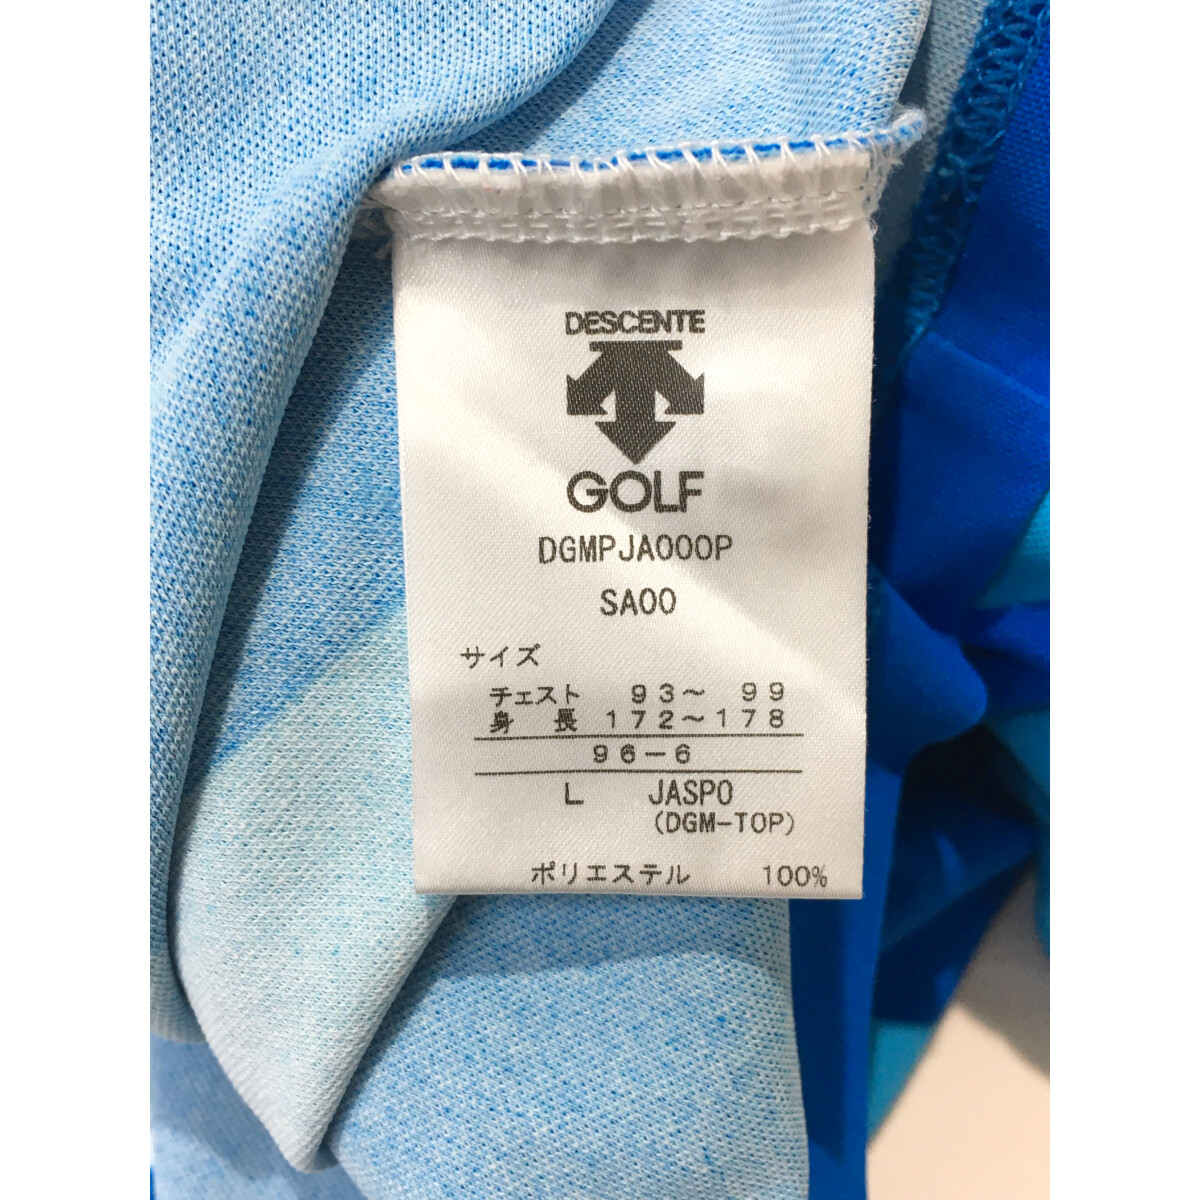 DESCENTE
GOLF
DGMPJA000P
SA00
サイズ
チェスト 93～ 99
身 長 172～178
96－6
L JASPO
(DGM-TOP)
ポリエステル 100%